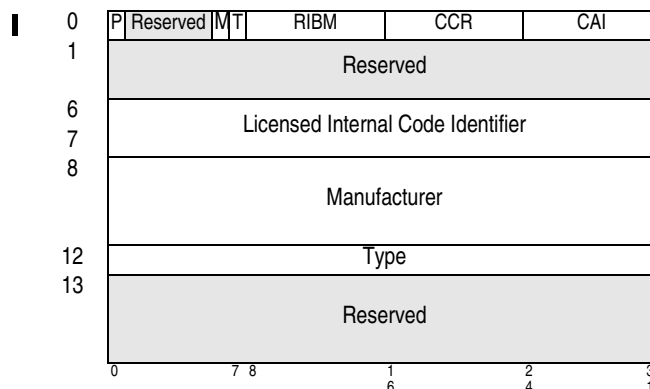 0 P Reserved M T RIBM CCR CAI
1
Reserved
6
Licensed Internal Code Identifier
7
8
Manufacturer
12 Type
13
Reserved
0 7 8 1 2 3
6 4 1